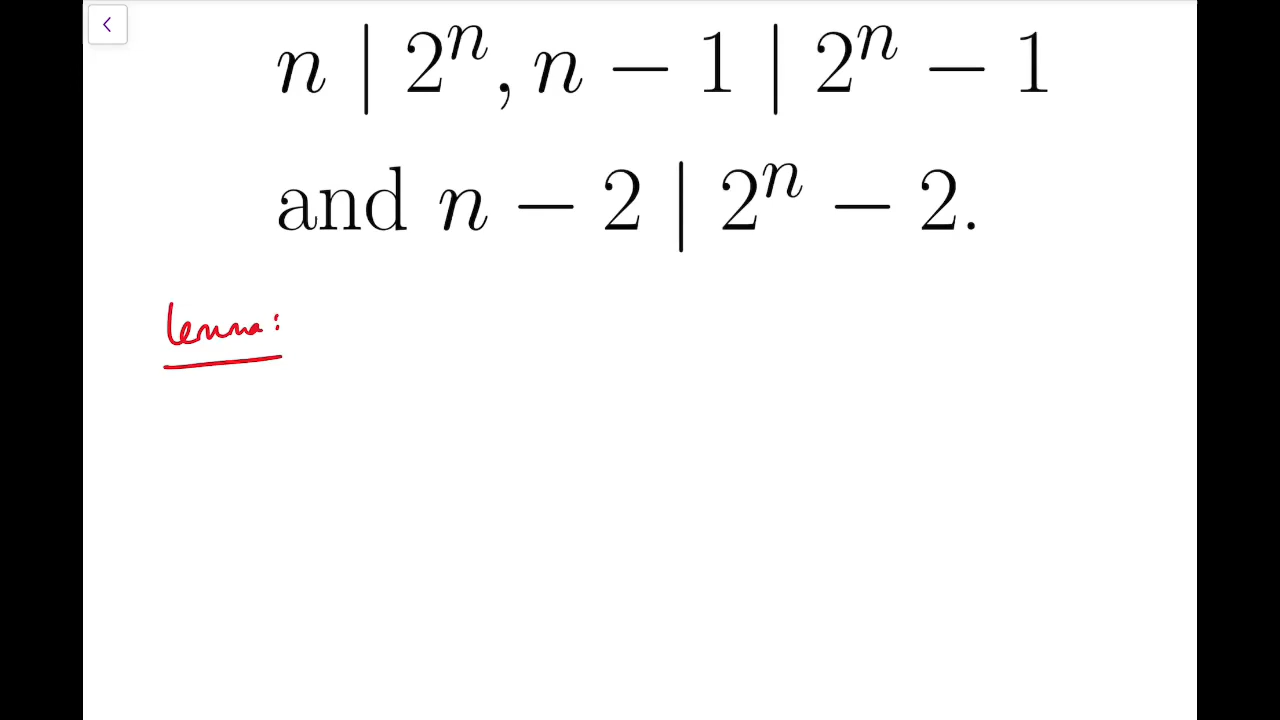 n | 2^n, n − 1 | 2^n − 1
and n − 2 | 2^n − 2.
Lemma: